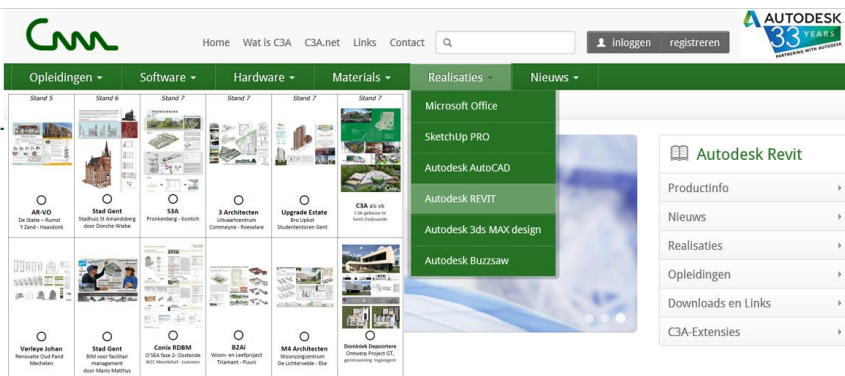 AUTODESK
33 YEARS
PARTNERING WITH AUTODESK
Home Wat is C3A C3A.net Links Contact
inloggen registreren
Opleidingen Software Hardware Materials Realisaties Nieuws
Stand 5 Stand 6 Stand 7 Stand 7 Stand 7 Stand 7
Microsoft Office
SketchUp PRO
Autodesk AutoCAD
Autodesk REVIT
Autodesk 3ds MAX design
Autodesk Buzzsaw
AR-VO
De Statie – Rumst
't Zand - Haasdonk
Stad Gent
Stadhuis St Amandsberg
door Donche Wiebe
S3A
Pronkenberg - Kontich
3 Architecten
Uitvaartcentrum
Commeyne - Roeselare
Upgrade Estate
Bro Upkot
Studententoren Gent
C3A als vb
C3A gebouw te
Gent-Zwijnaarde
Verleye Johan
Renovatie Oud Pand
Mechelen
Stad Gent
BIM voor facilitair
management
door Mario Matthys
Conix RDBM
O'SEA fase 2- Oostende
B2Ai
Woon- en Leefproject
Triamant - Puurs
M4 Architecten
Woonzorgcentrum
De Lichtervelde - Eke
Dominiek Depoortere
Ontwerp Project GT,
Autodesk Revit
Productinfo
Nieuws
Realisaties
Opleidingen
Downloads en Links
C3A-Extensies